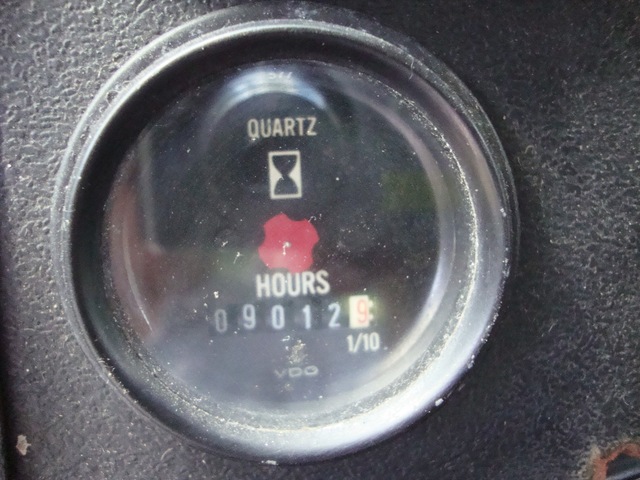 QUARTZ
HOURS
090129
1/10
VDO